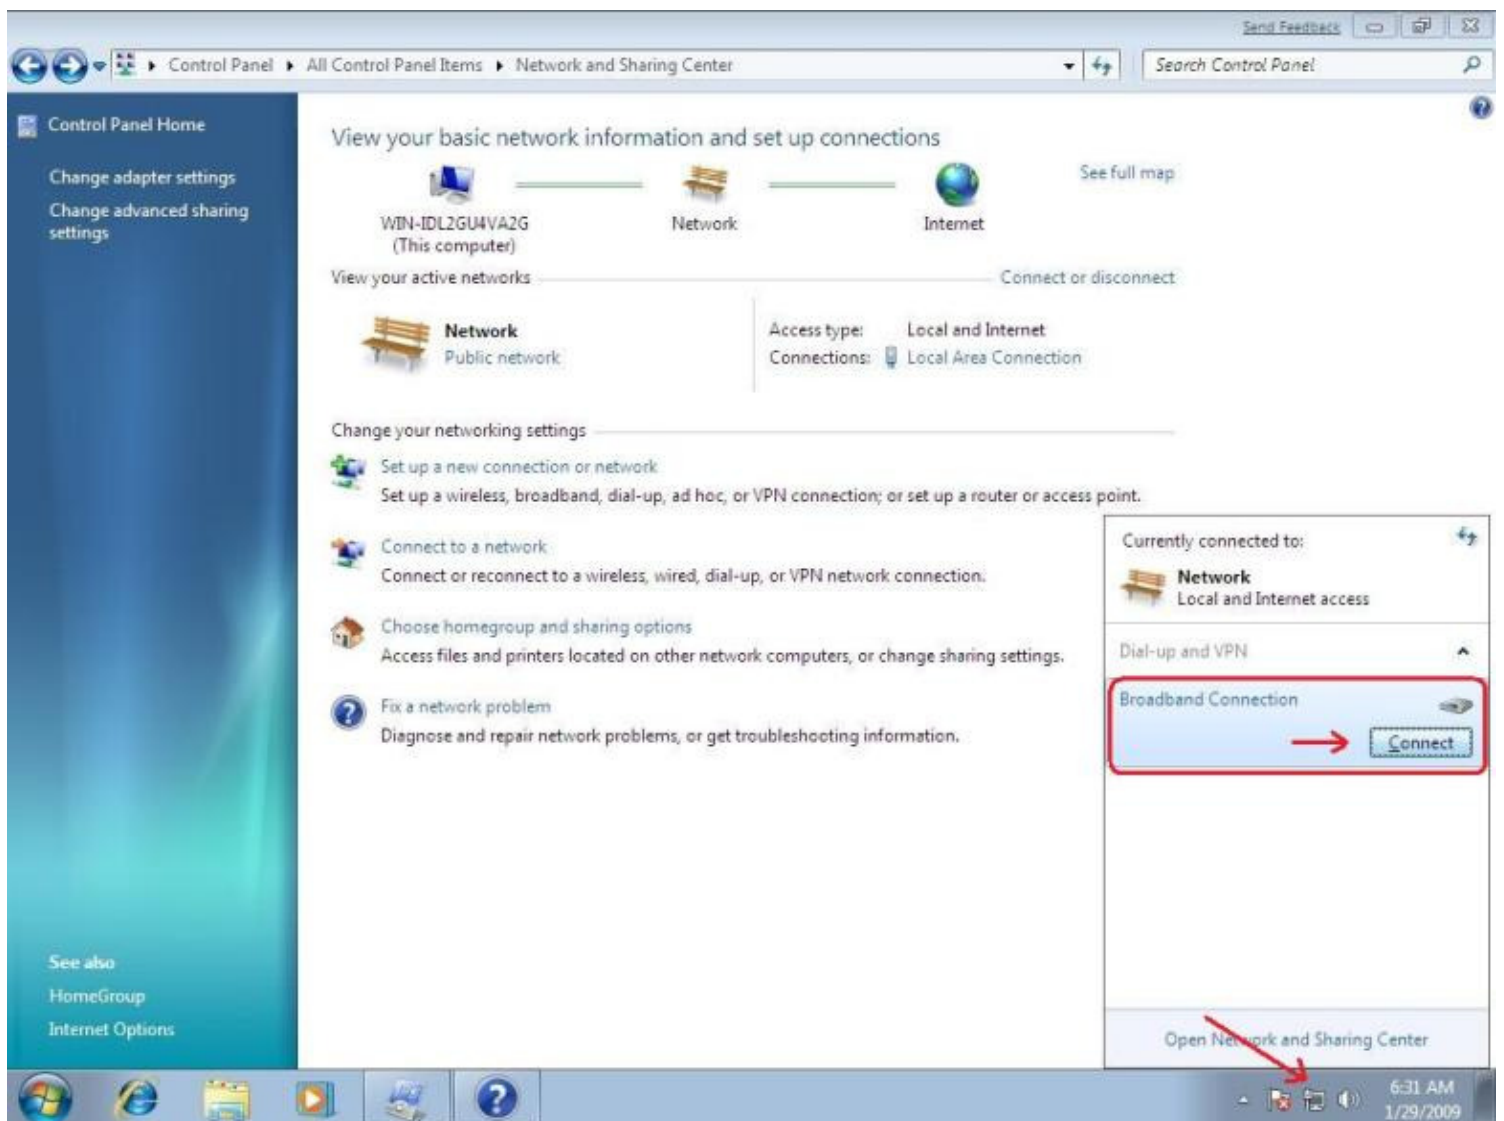 Send Feedback
Control Panel All Control Panel Items Network and Sharing Center
Search Control Panel
Control Panel Home
Change adapter settings
Change advanced sharing
settings
See also
HomeGroup
Internet Options
View your basic network information and set up connections
See full map
WIN-IDL2GU4VA2G
(This computer)
Network
Internet
View your active networks
Connect or disconnect
Network
Public network
Access type: Local and Internet
Connections: Local Area Connection
Change your networking settings
Set up a new connection or network
Set up a wireless, broadband, dial-up, ad hoc, or VPN connection; or set up a router or access point.
Connect to a network
Connect or reconnect to a wireless, wired, dial-up, or VPN network connection.
Choose homegroup and sharing options
Access files and printers located on other network computers, or change sharing settings.
Fix a network problem
Diagnose and repair network problems, or get troubleshooting information.
Currently connected to:
Network
Local and Internet access
Dial-up and VPN
Broadband Connection
Connect
Open Network and Sharing Center
6:31 AM
1/29/2009